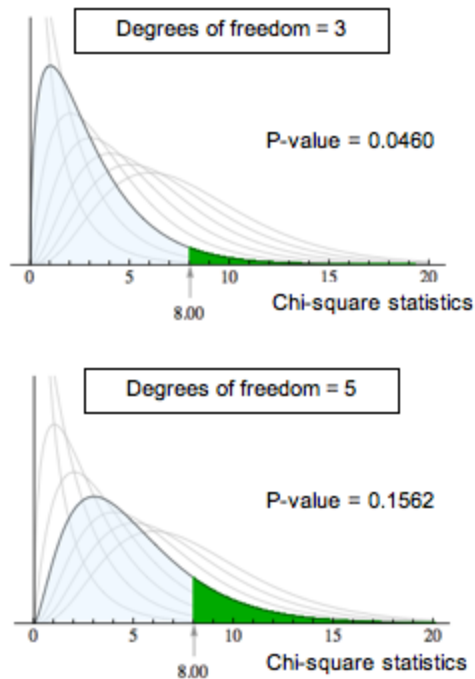 Degrees of freedom = 3
P-value = 0.0460
0 5 10 15 20
8.00
Chi-square statistics
Degrees of freedom = 5
P-value = 0.1562
0 5 10 15 20
8.00
Chi-square statistics